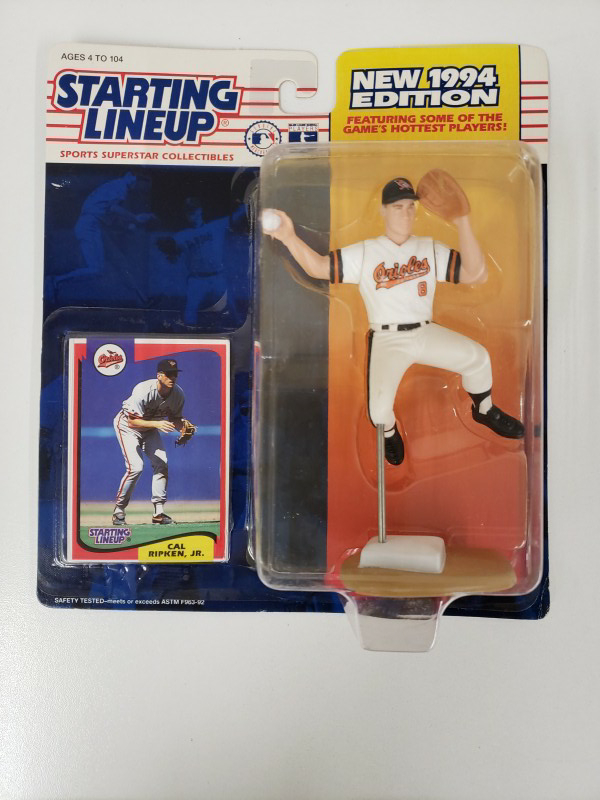 AGES 4 TO 104
STARTING
LINEUP®
SPORTS SUPERSTAR COLLECTIBLES
NEW 1994
EDITION
FEATURING SOME OF THE
GAME'S HOTTEST PLAYERS!
Orioles
8
Orioles
STARTING
LINEUP®
CAL
RIPKEN, JR.
SAFETY TESTED–meets or exceeds ASTM F963-92